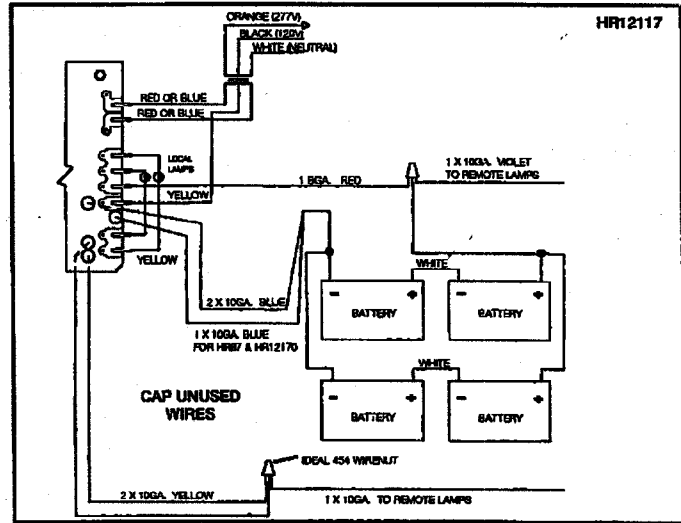 HR12117
ORANGE (277V)
BLACK (120V)
WHITE (NEUTRAL)
RED OR BLUE
RED OR BLUE
LOCAL
LAMPS
YELLOW
1 8GA. RED
1 X 10GA. VIOLET
TO REMOTE LAMPS
YELLOW
2 X 10GA. BLUE
1 X 10GA. BLUE
FOR HR87 & HR12170
WHITE
- +
BATTERY
- +
BATTERY
WHITE
- +
BATTERY
- +
BATTERY
CAP UNUSED
WIRES
IDEAL 454 WIRENUT
2 X 10GA. YELLOW
1 X 10GA. TO REMOTE LAMPS